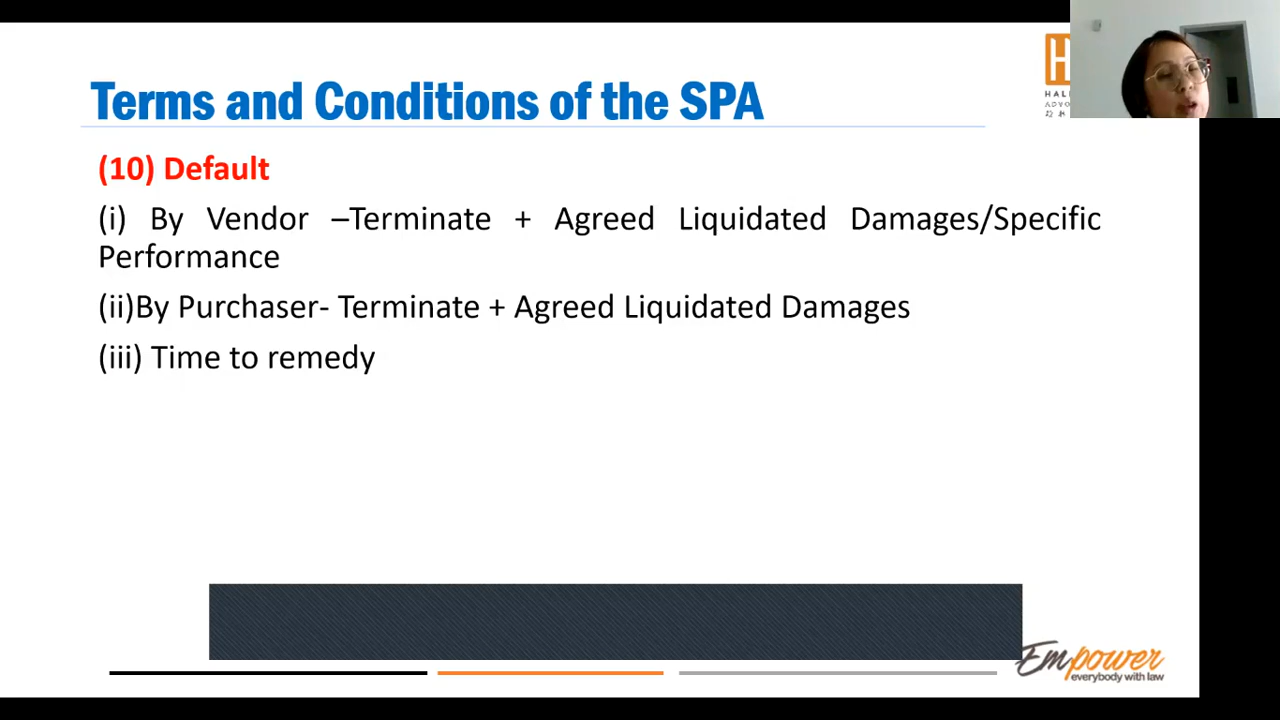 Terms and Conditions of the SPA
(10) Default
(i) By Vendor –Terminate + Agreed Liquidated Damages/Specific
Performance
(ii)By Purchaser- Terminate + Agreed Liquidated Damages
(iii) Time to remedy
Empower
everybody with law